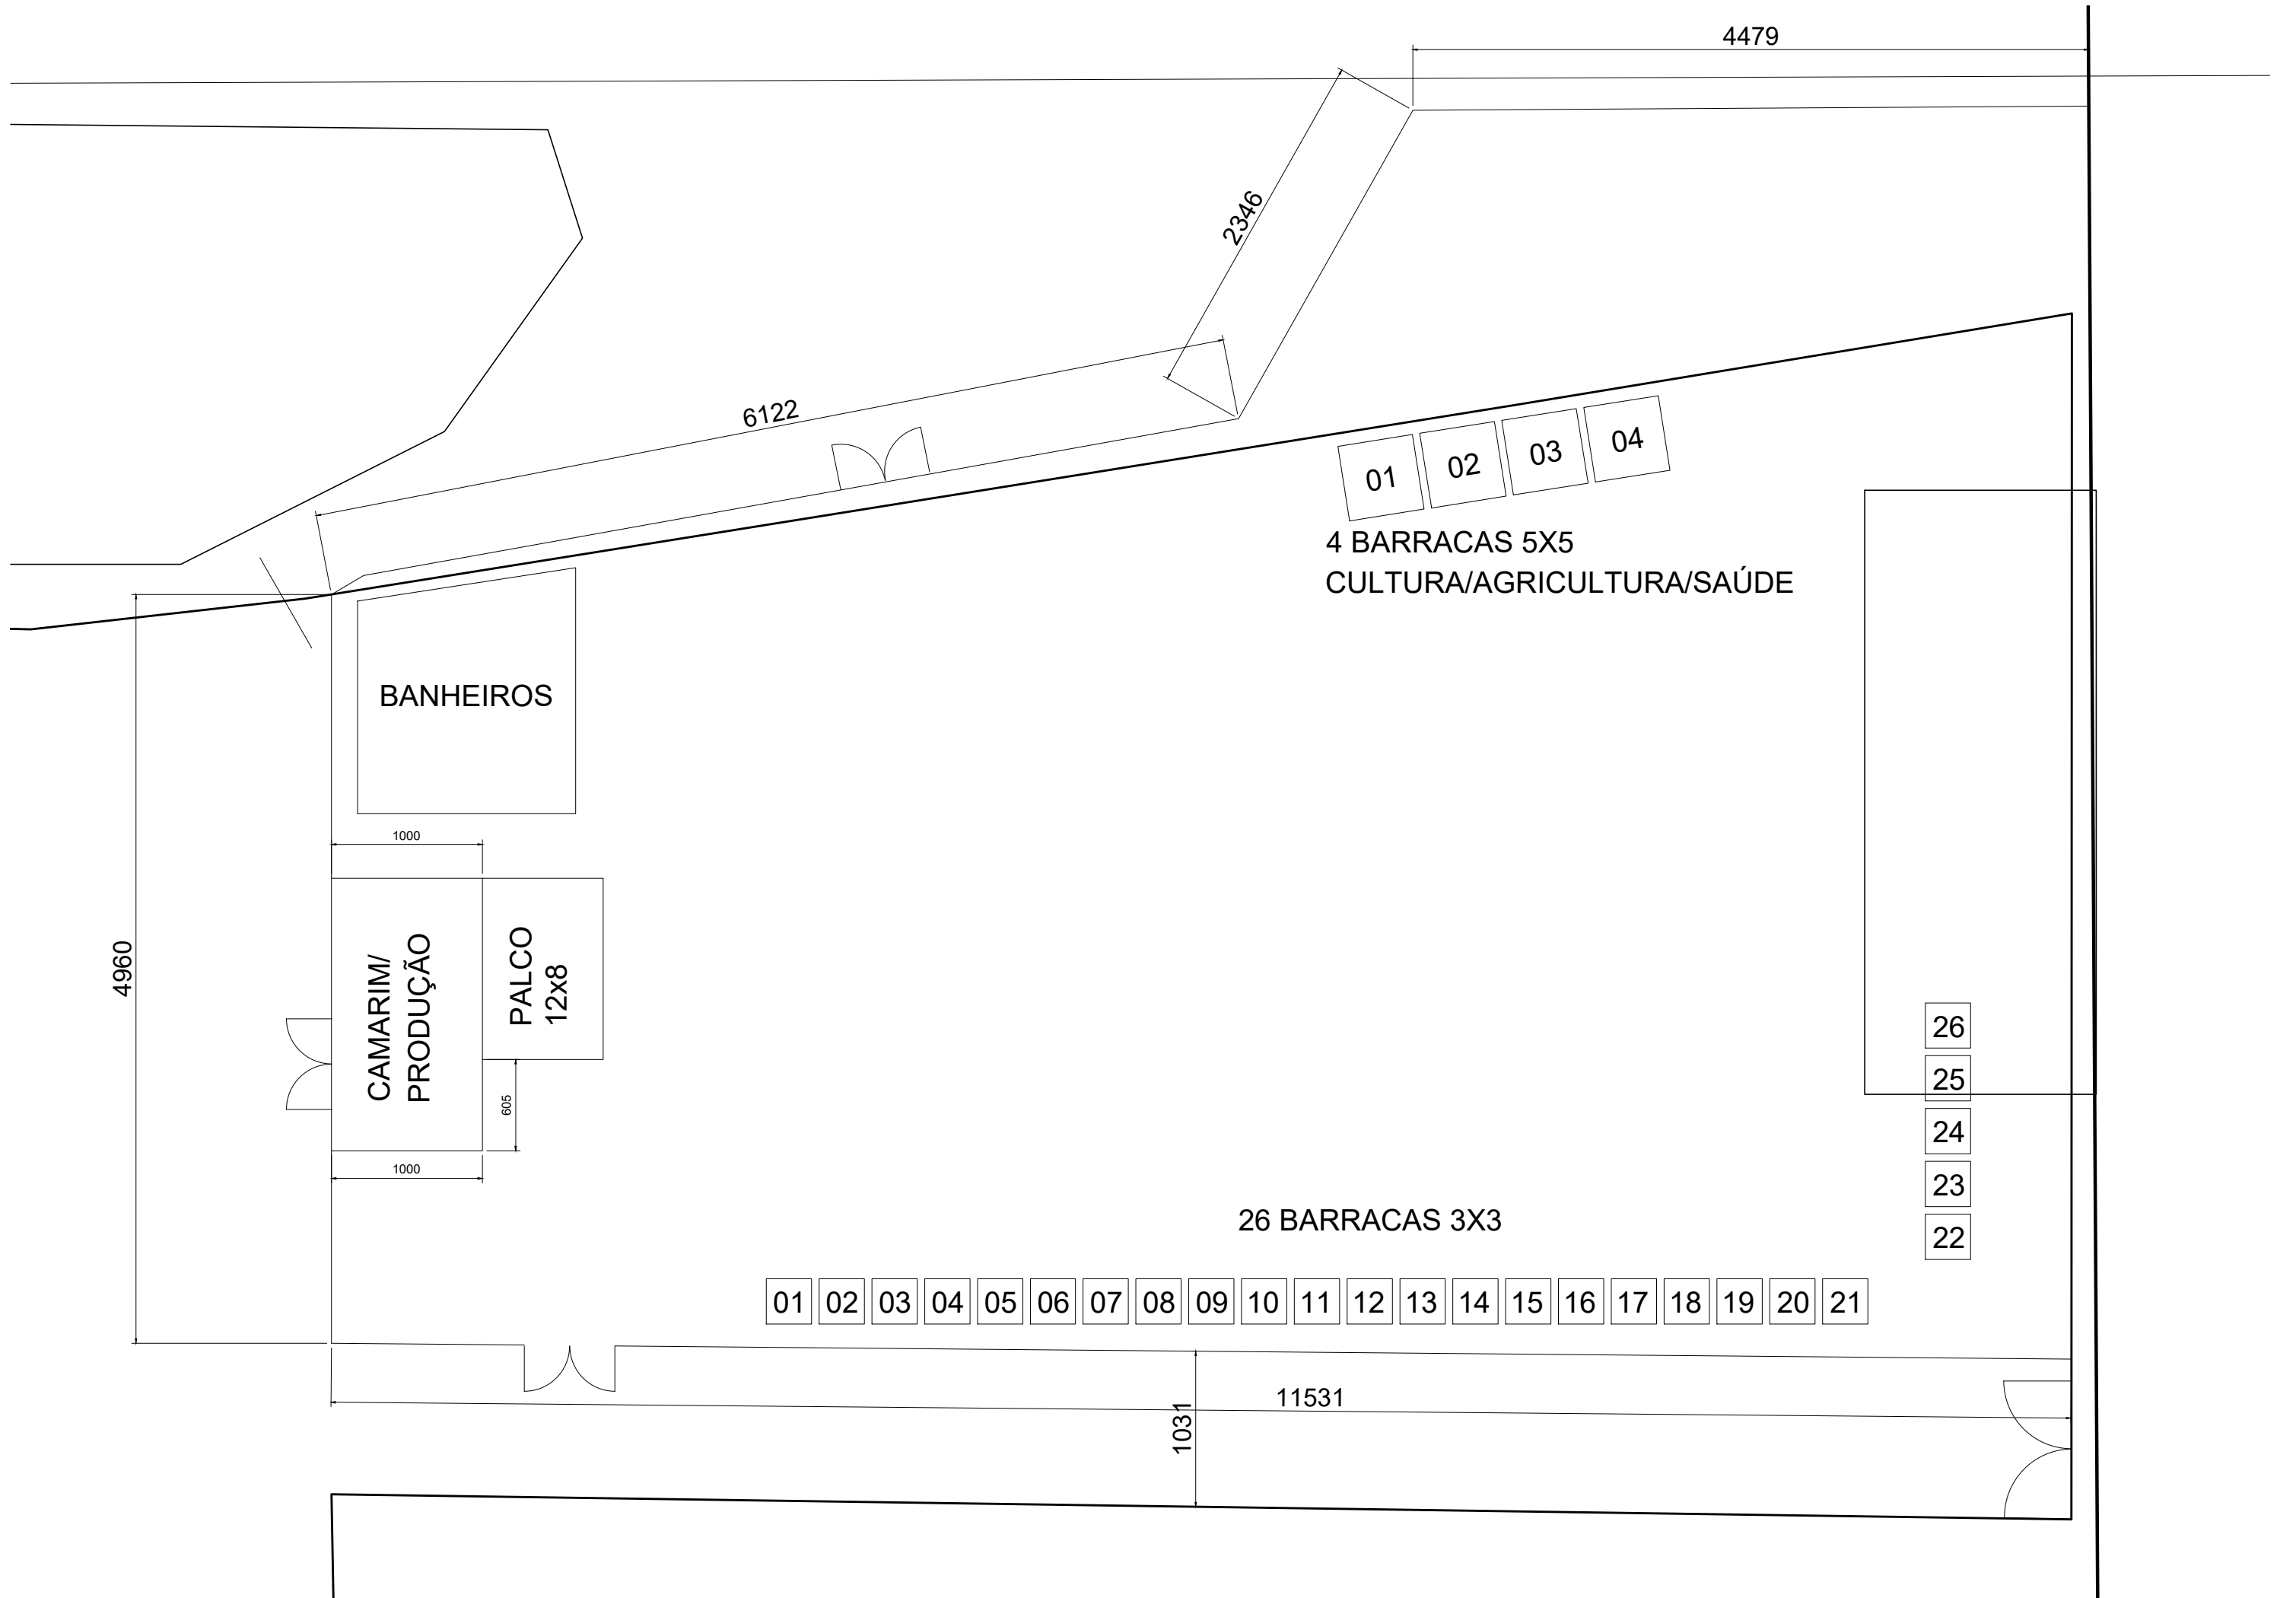 4479
2346
6122
01 02 03 04
4 BARRACAS 5X5
CULTURA/AGRICULTURA/SAÚDE
BANHEIROS
1000
4960
CAMARIM/
PRODUÇÃO
PALCO
12x8
605
1000
26
25
24
23
22
26 BARRACAS 3X3
01 02 03 04 05 06 07 08 09 10 11 12 13 14 15 16 17 18 19 20 21
11531
1031